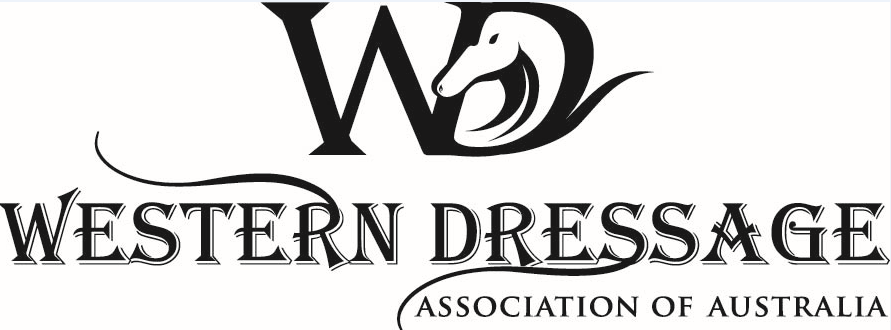 WD
WESTERN DRESSAGE
ASSOCIATION OF AUSTRALIA